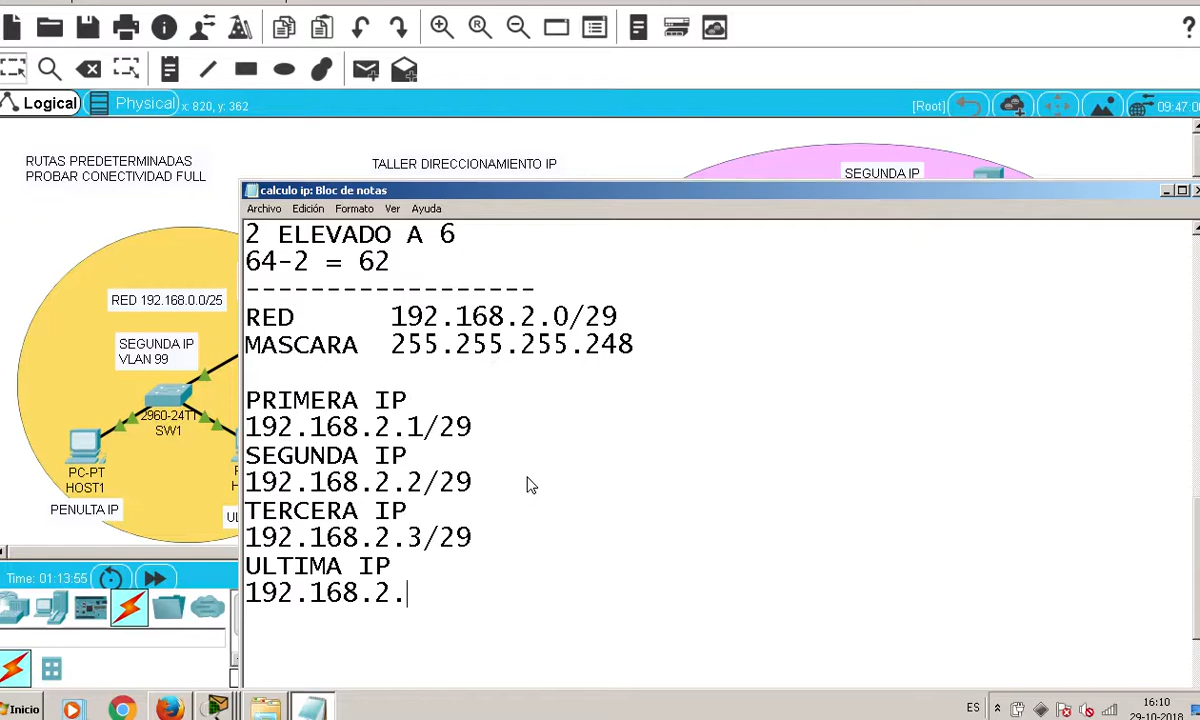 Logical
Physical
x: 820, y: 362
[Root]
09:47:0
RUTAS PREDETERMINADAS
PROBAR CONECTIVIDAD FULL
TALLER DIRECCIONAMIENTO IP
SEGUNDA IP
calculo ip: Bloc de notas
Archivo Edición Formato Ver Ayuda
2 ELEVADO A 6
64-2 = 62
------------------
RED 192.168.2.0/29
MASCARA 255.255.255.248
PRIMERA IP
192.168.2.1/29
SEGUNDA IP
192.168.2.2/29
TERCERA IP
192.168.2.3/29
ULTIMA IP
192.168.2.
RED 192.168.0.0/25
SEGUNDA IP
VLAN 99
2960-24TT
SW1
PC-PT
HOST1
PENULTA IP
Time: 01:13:55
Inicio
ES
16:10
29-10-2018